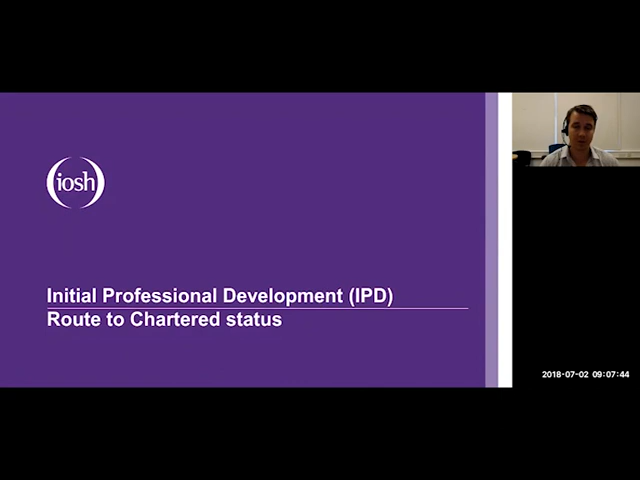 iosh
Initial Professional Development (IPD)
Route to Chartered status
2018-07-02 09:07:44